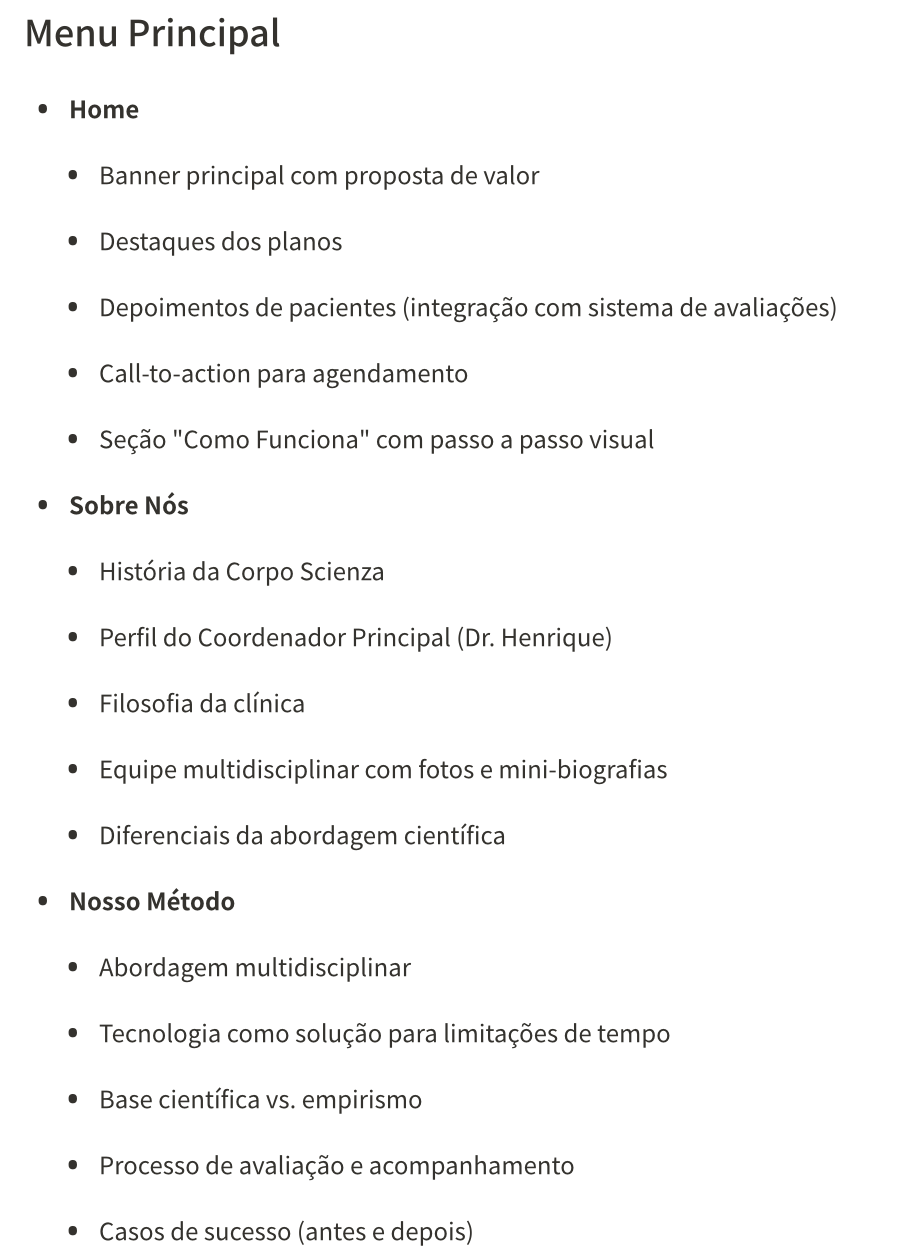 Menu Principal
• Home
• Banner principal com proposta de valor
• Destaques dos planos
• Depoimentos de pacientes (integração com sistema de avaliações)
• Call-to-action para agendamento
• Seção "Como Funciona" com passo a passo visual
• Sobre Nós
• História da Corpo Scienza
• Perfil do Coordenador Principal (Dr. Henrique)
• Filosofia da clínica
• Equipe multidisciplinar com fotos e mini-biografias
• Diferenciais da abordagem científica
• Nosso Método
• Abordagem multidisciplinar
• Tecnologia como solução para limitações de tempo
• Base científica vs. empirismo
• Processo de avaliação e acompanhamento
• Casos de sucesso (antes e depois)